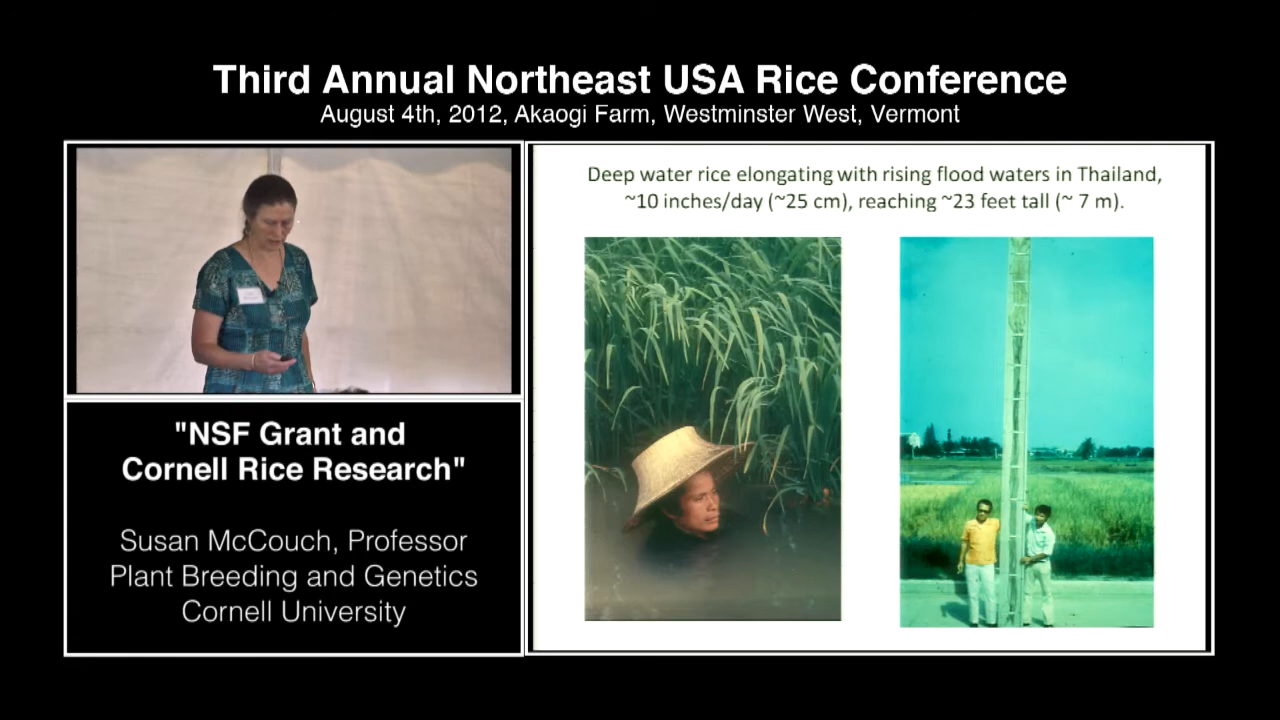 Third Annual Northeast USA Rice Conference
August 4th, 2012, Akaogi Farm, Westminster West, Vermont
Deep water rice elongating with rising flood waters in Thailand,
~10 inches/day (~25 cm), reaching ~23 feet tall (~ 7 m).
"NSF Grant and
Cornell Rice Research"
Susan McCouch, Professor
Plant Breeding and Genetics
Cornell University